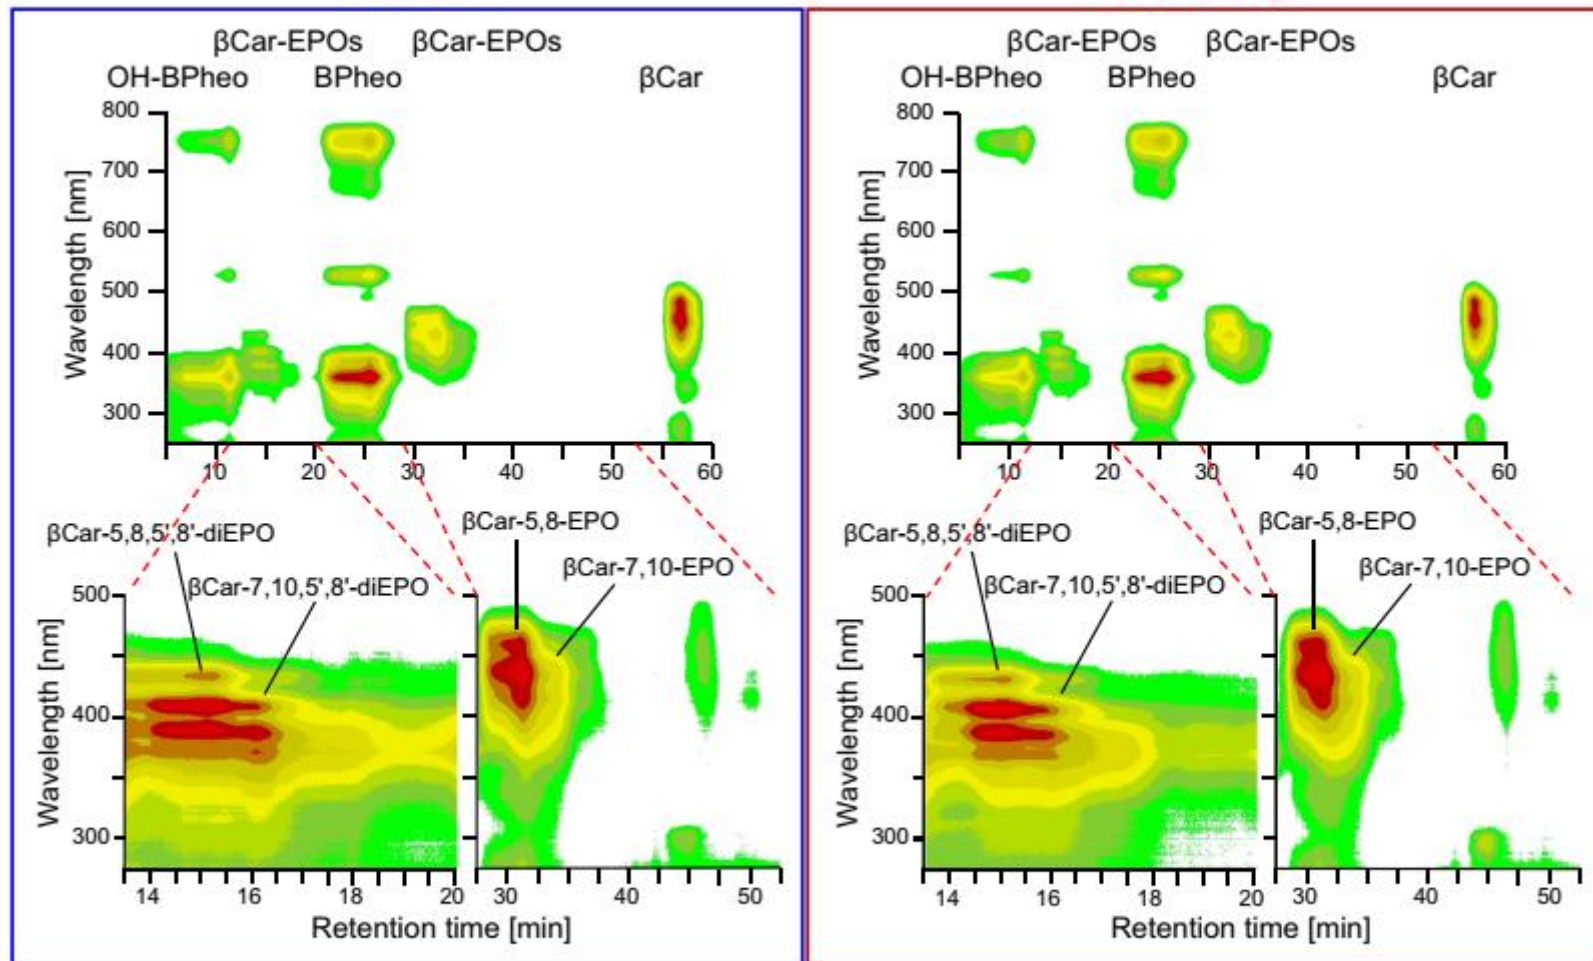 βCar-EPOs βCar-EPOs
OH-BPheo BPheo βCar
800
700
600
500
400
300
Wavelength [nm]
10 20 30 40 50 60
βCar-5,8,5',8'-diEPO
βCar-7,10,5',8'-diEPO
βCar-5,8-EPO
βCar-7,10-EPO
500
400
300
Wavelength [nm]
14 16 18 20 30 40 50
Retention time [min]
βCar-EPOs βCar-EPOs
OH-BPheo BPheo βCar
800
700
600
500
400
300
Wavelength [nm]
10 20 30 40 50 60
βCar-5,8,5',8'-diEPO
βCar-7,10,5',8'-diEPO
βCar-5,8-EPO
βCar-7,10-EPO
500
400
300
Wavelength [nm]
14 16 18 20 30 40 50
Retention time [min]